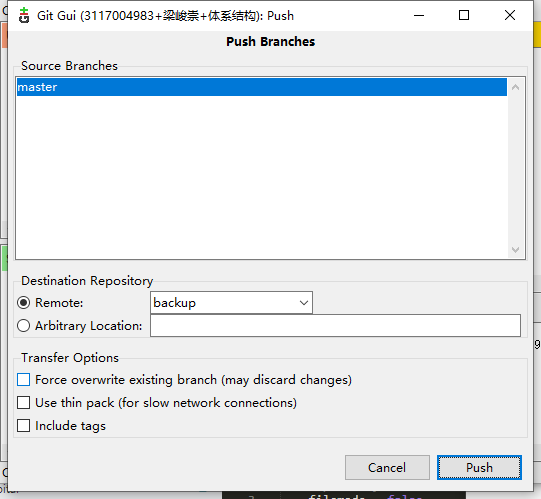 Git Gui (3117004983+梁峻崇+体系结构): Push
Push Branches
Source Branches
master
Destination Repository
Remote:
backup
Arbitrary Location:
Transfer Options
Force overwrite existing branch (may discard changes)
Use thin pack (for slow network connections)
Include tags
Cancel
Push